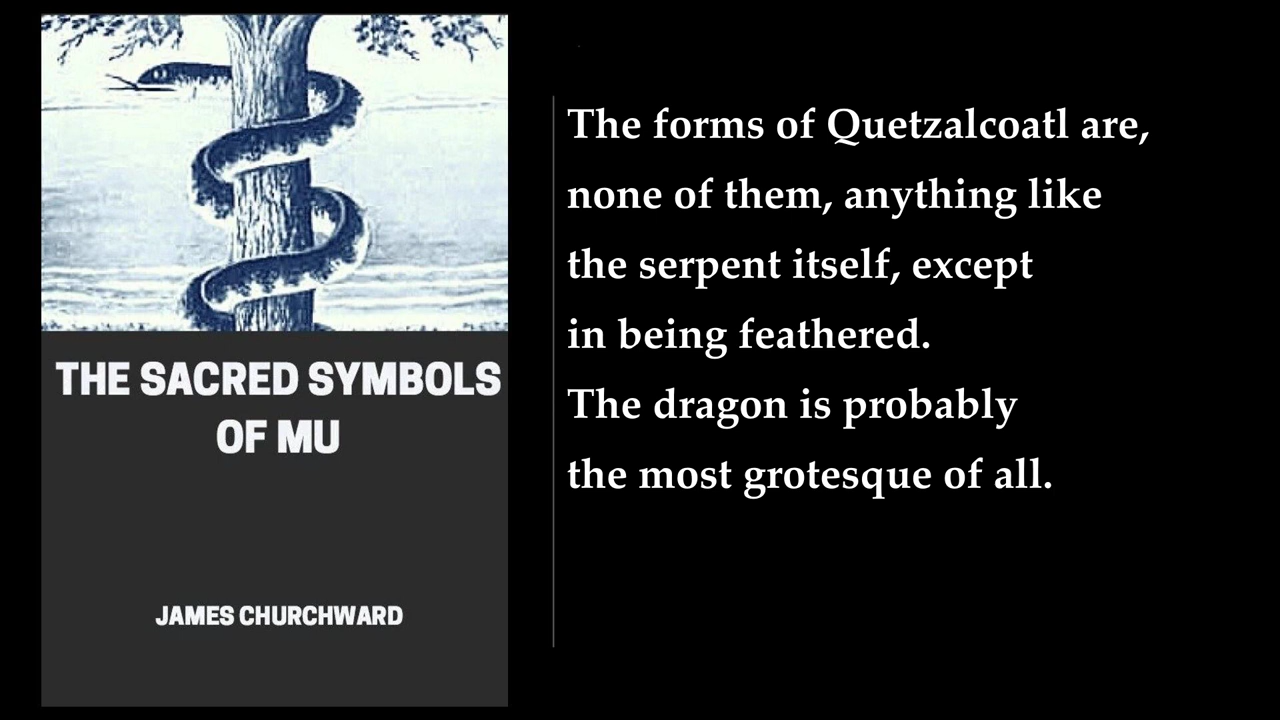 THE SACRED SYMBOLS
OF MU
JAMES CHURCHWARD
The forms of Quetzalcoatl are,
none of them, anything like
the serpent itself, except
in being feathered.
The dragon is probably
the most grotesque of all.